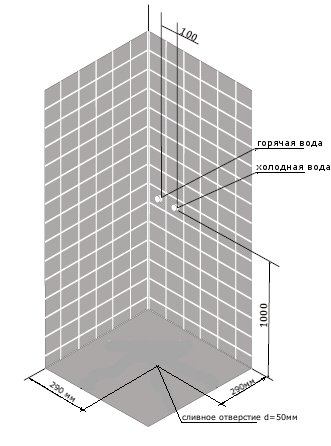 100
горячая вода
холодная вода
1000
290 мм
290мм
сливное отверстие d=50мм